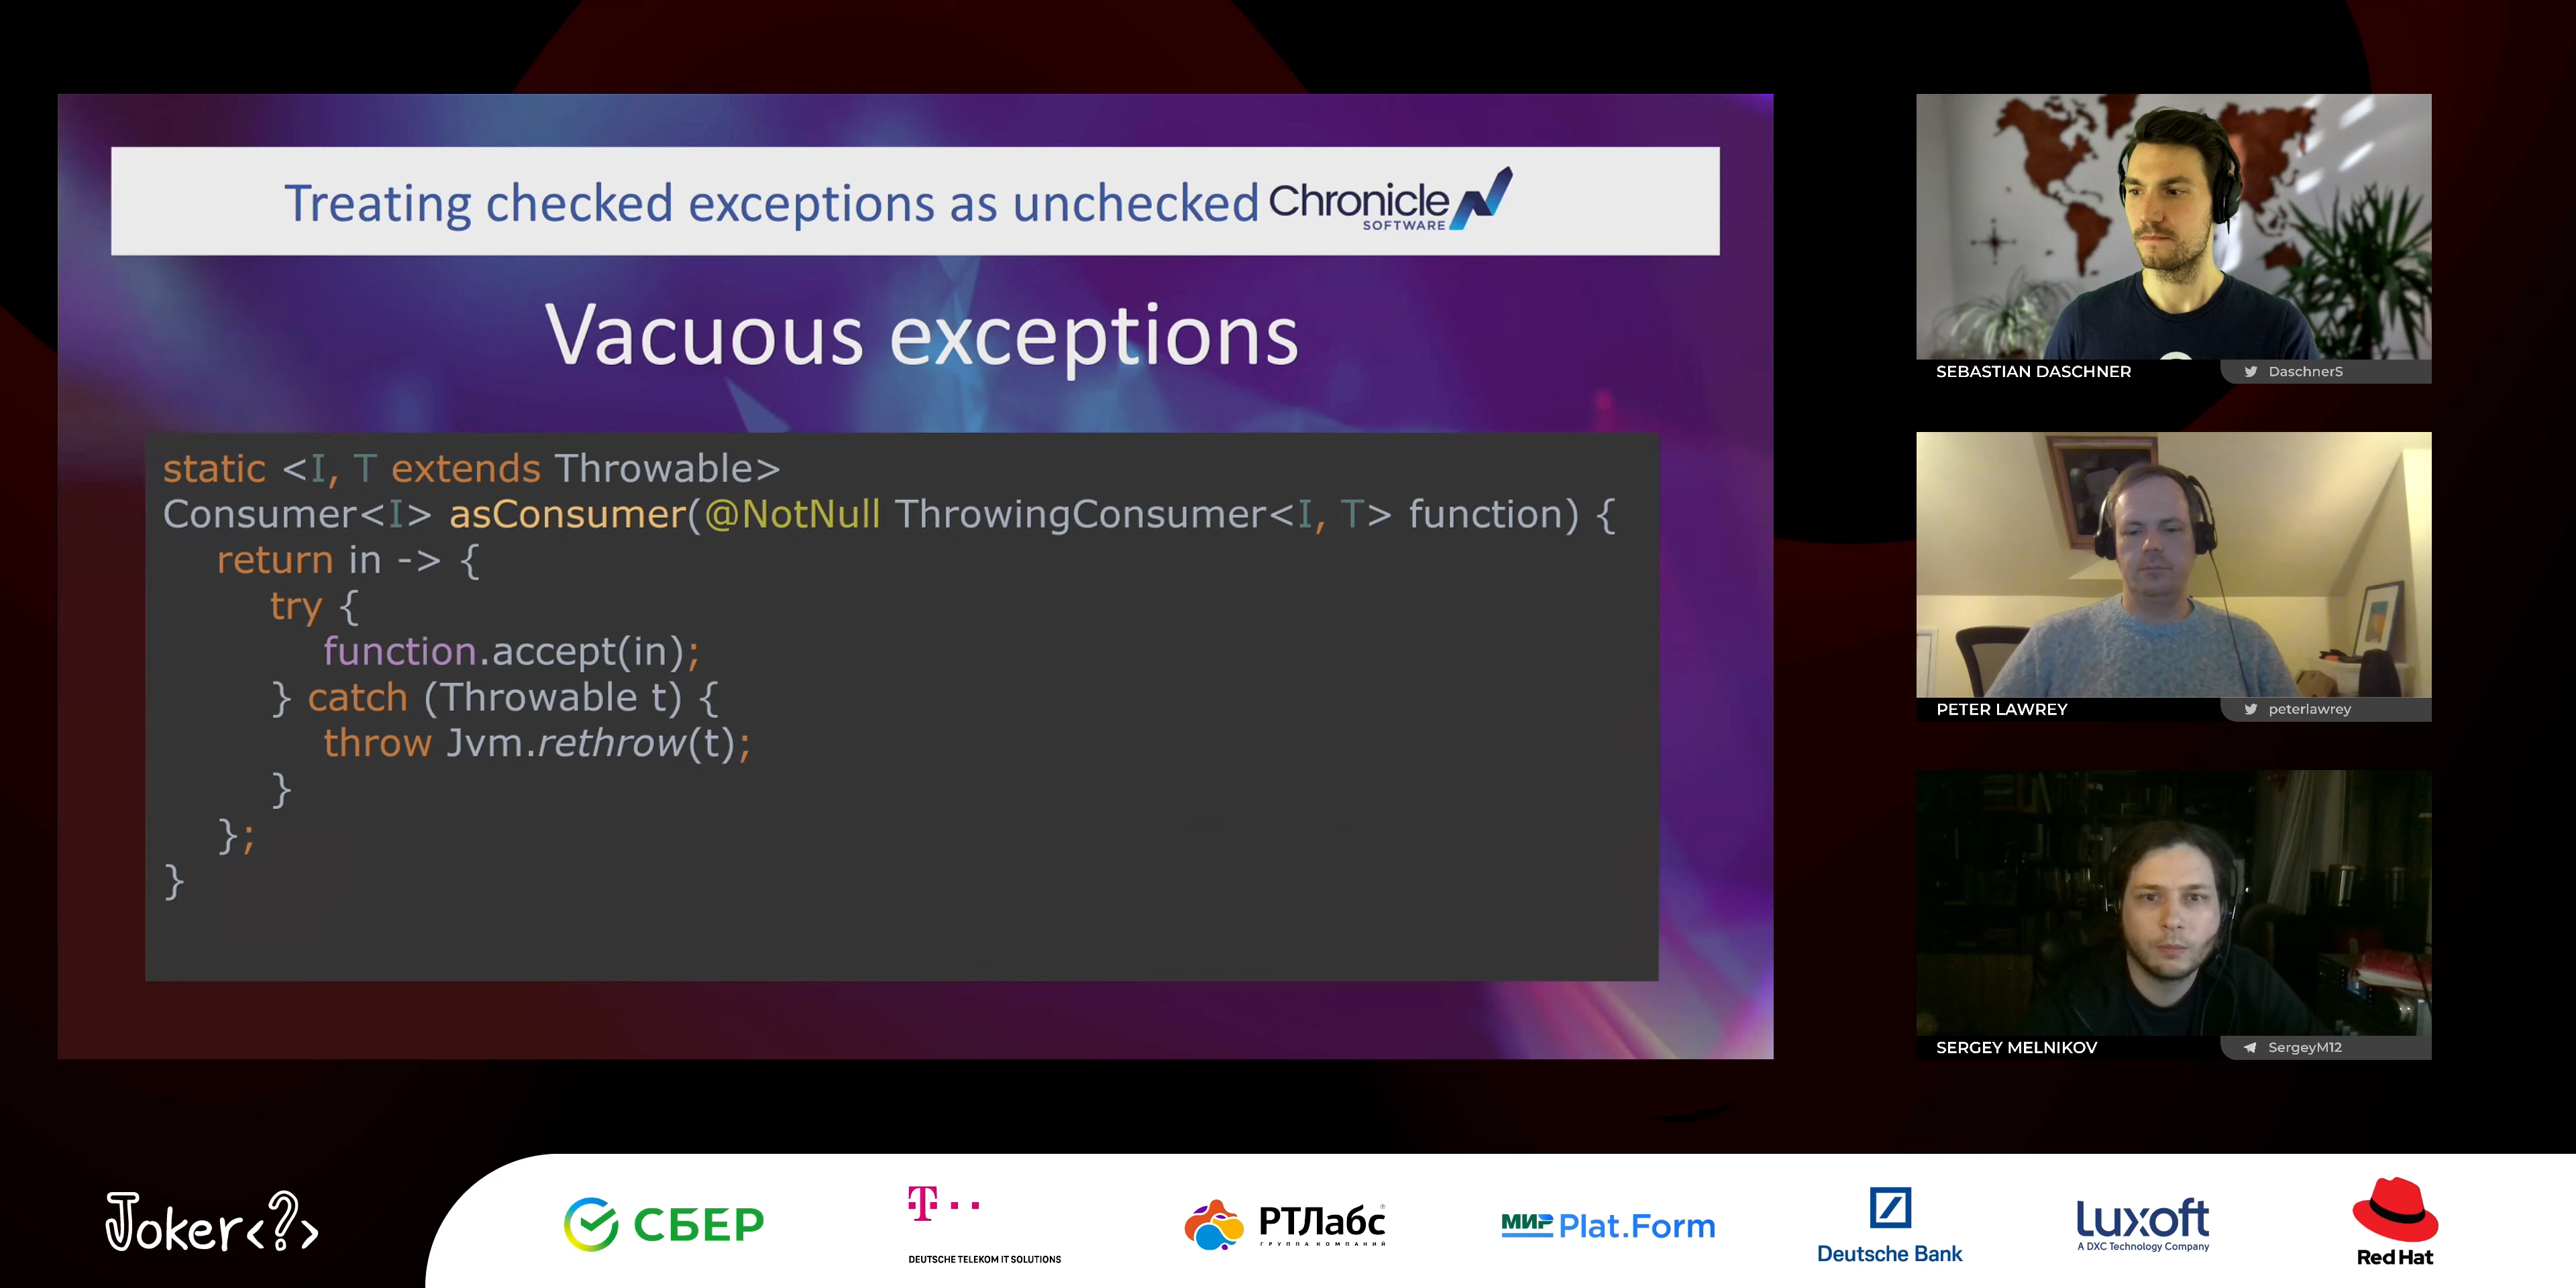 Treating checked exceptions as unchecked
Chronicle
SOFTWARE
Vacuous exceptions
static <I, T extends Throwable>
Consumer<I> asConsumer(@NotNull ThrowingConsumer<I, T> function) {
return in -> {
try {
function.accept(in);
} catch (Throwable t) {
throw Jvm.rethrow(t);
}
};
}
SEBASTIAN DASCHNER
DaschnerS
PETER LAWREY
peterlawrey
SERGEY MELNIKOV
SergeyM12
Joker<?>
СБЕР
T
DEUTSCHE TELEKOM IT SOLUTIONS
РТЛабс
ГРУППА КОМПАНИЙ
МИР Plat.Form
Deutsche Bank
Luxoft
A DXC Technology Company
Red Hat